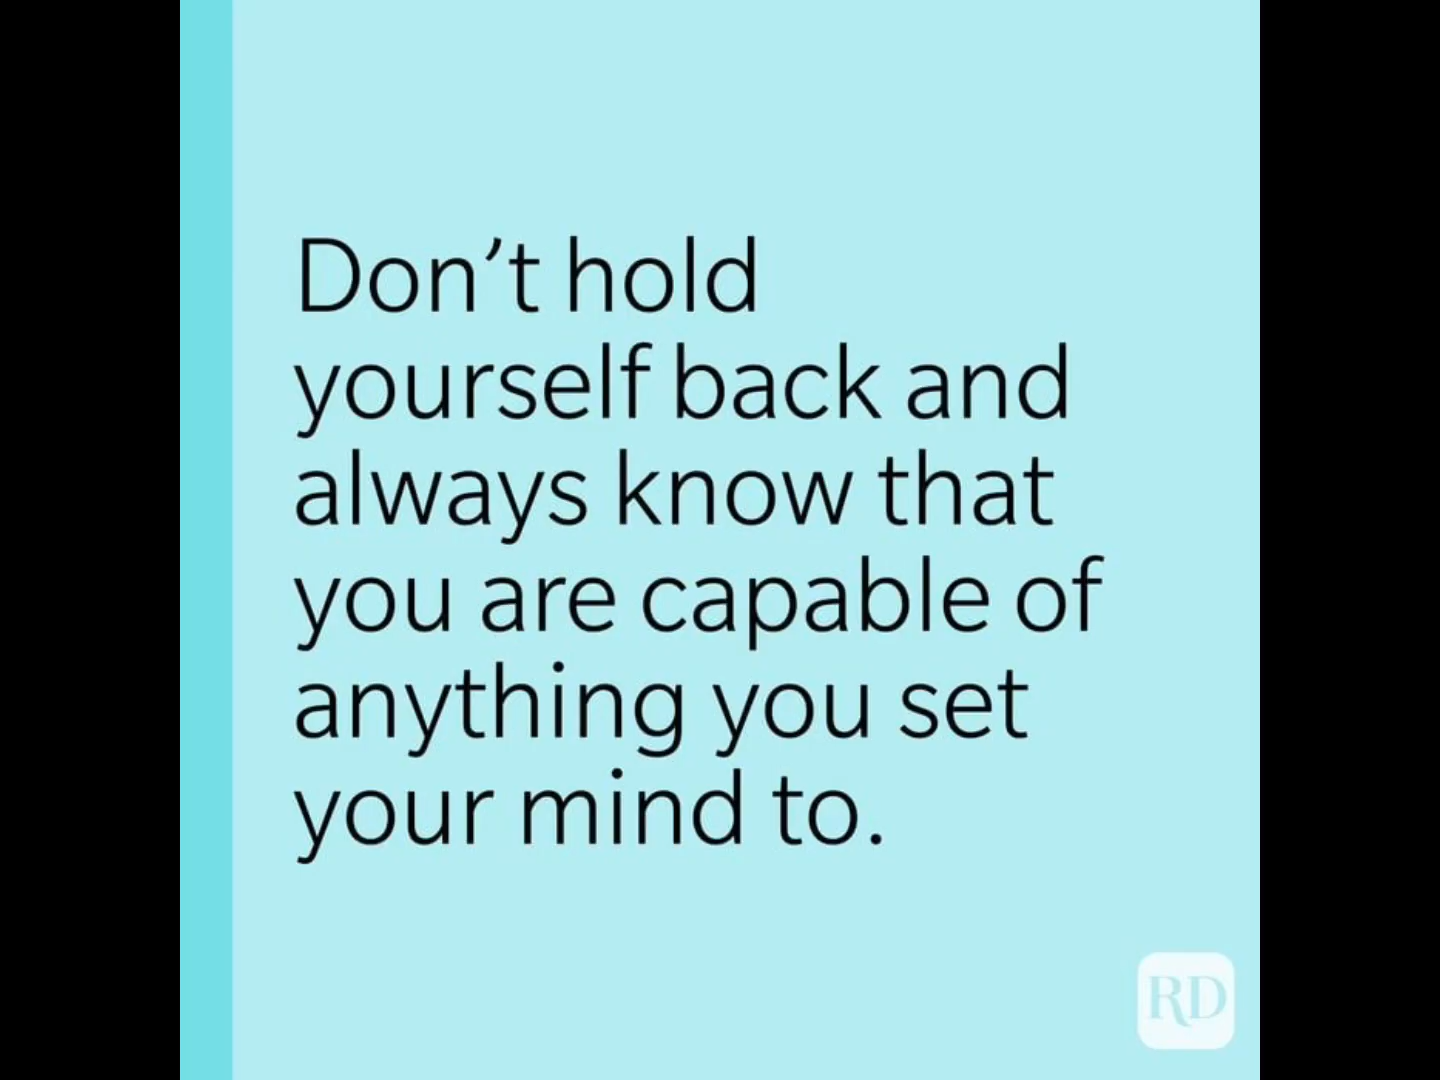 Don’t hold
yourself back and
always know that
you are capable of
anything you set
your mind to.
RD